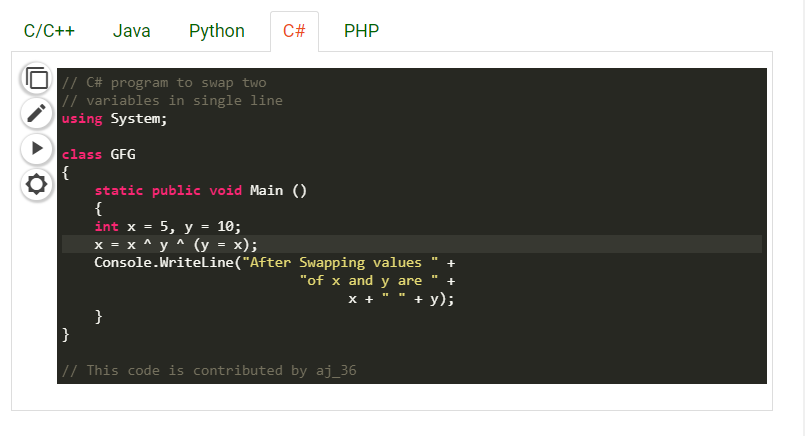 C/C++ Java Python C# PHP
// C# program to swap two
// variables in single line
using System;
class GFG
{
static public void Main ()
{
int x = 5, y = 10;
x = x ^ y ^ (y = x);
Console.WriteLine("After Swapping values " +
"of x and y are " +
x + " " + y);
}
}
// This code is contributed by aj_36